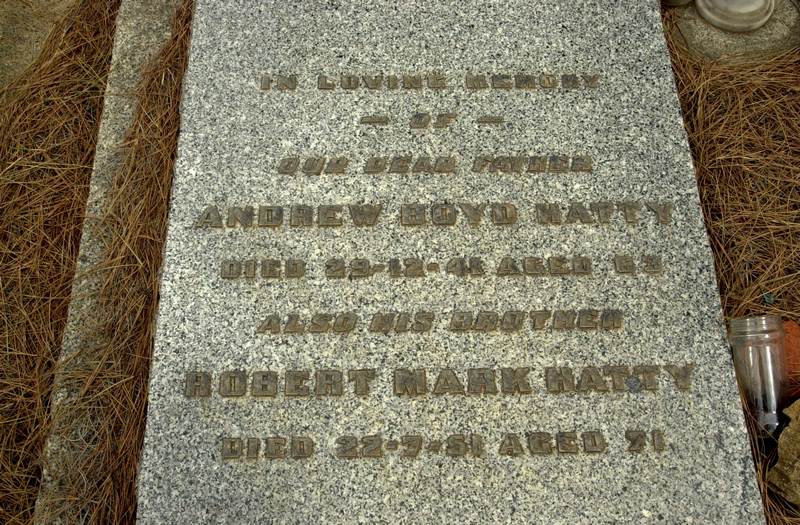 IN LOVING MEMORY
— OF —
OUR DEAR FATHER
ANDREW BOYD HATTY
DIED 29-12-41 AGED 63
ALSO HIS BROTHER
ROBERT MARK HATTY
DIED 22-7-51 AGED 71